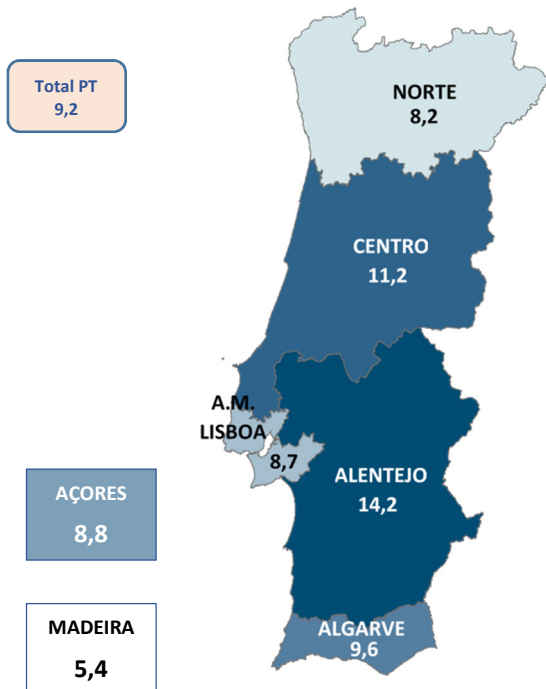 Total PT
9,2
NORTE
8,2
CENTRO
11,2
A.M.
LISBOA
8,7
ALENTEJO
14,2
AÇORES
8,8
ALGARVE
9,6
MADEIRA
5,4